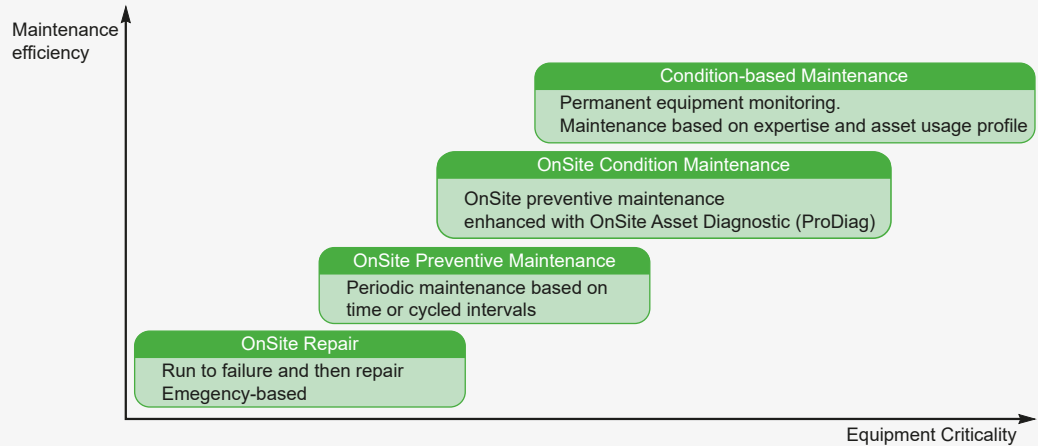 Maintenance
efficiency
Condition-based Maintenance
Permanent equipment monitoring.
Maintenance based on expertise and asset usage profile
OnSite Condition Maintenance
OnSite preventive maintenance
enhanced with OnSite Asset Diagnostic (ProDiag)
OnSite Preventive Maintenance
Periodic maintenance based on
time or cycled intervals
OnSite Repair
Run to failure and then repair
Emegency-based
Equipment Criticality